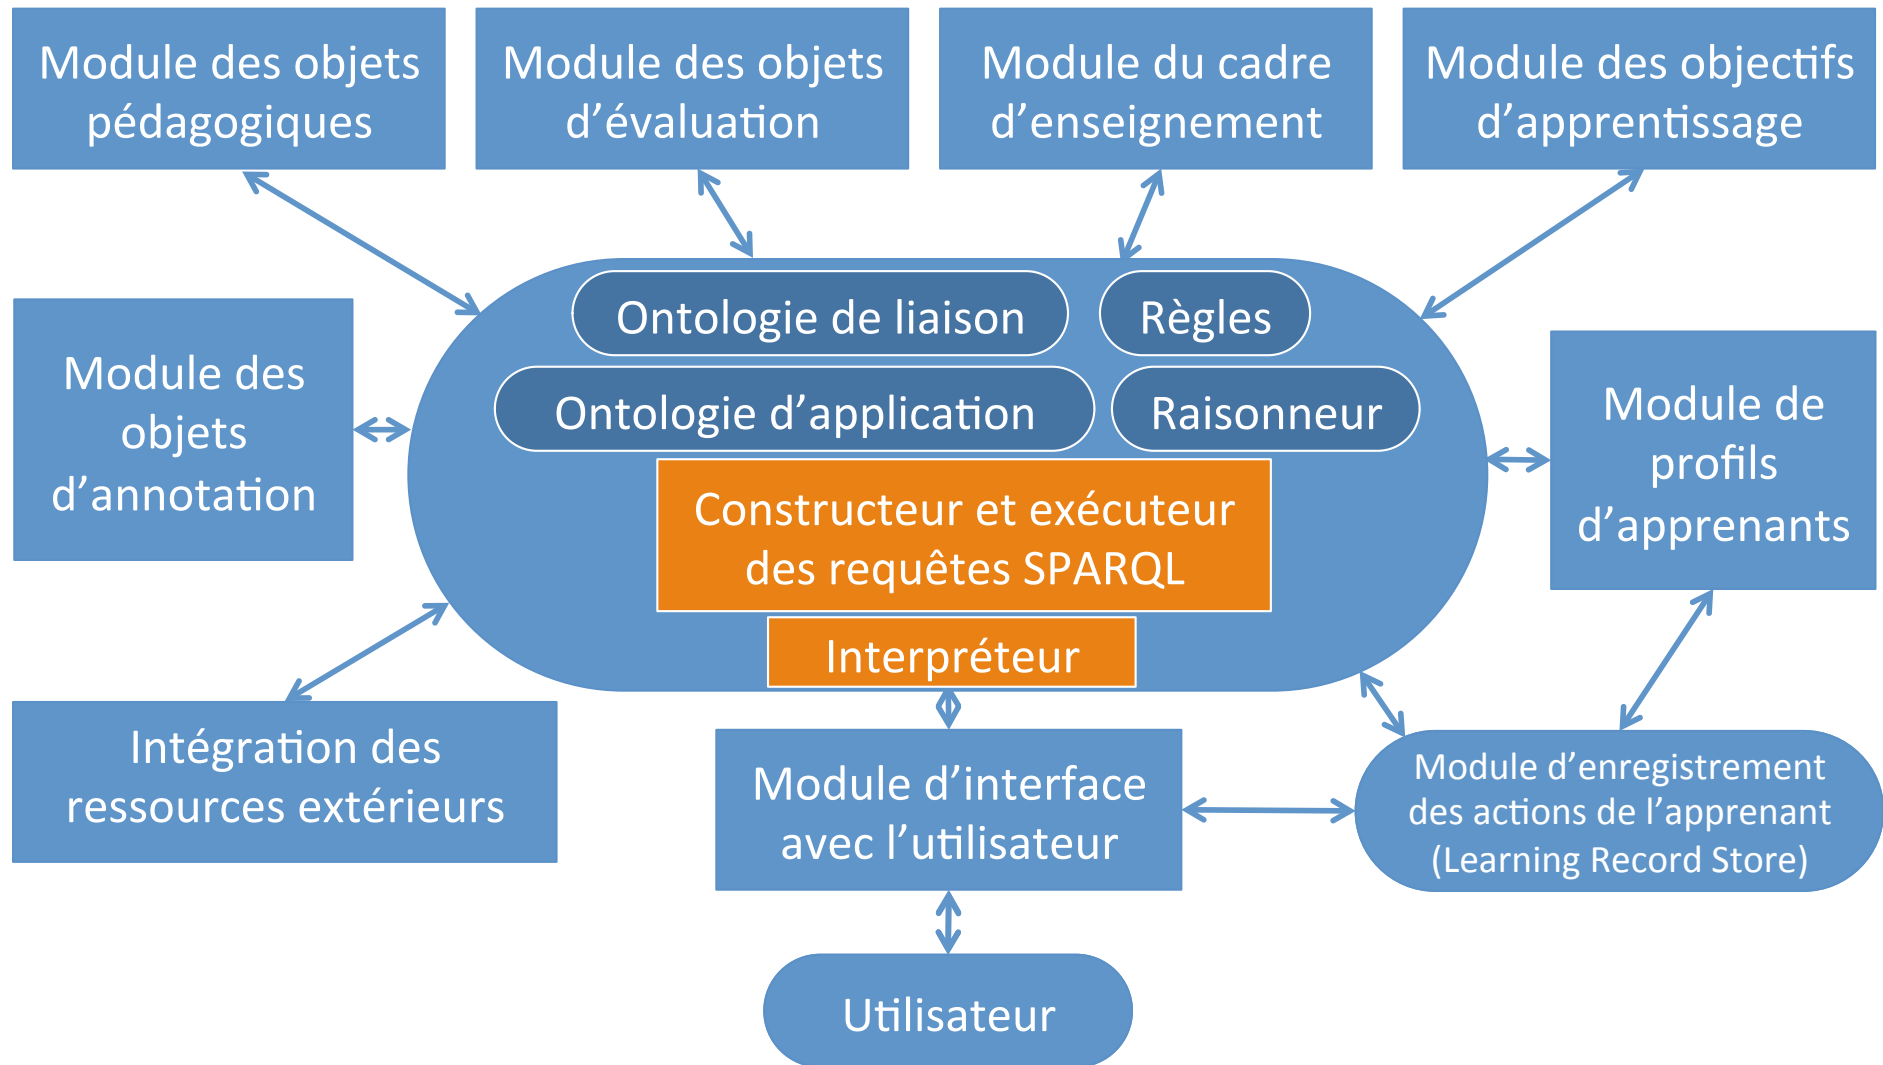 Module des objets
pédagogiques
Module des objets
d’évaluation
Module du cadre
d’enseignement
Module des objectifs
d’apprentissage
Ontologie de liaison
Règles
Ontologie d’application
Raisonneur
Module des
objets
d’annotation
Constructeur et exécuteur
des requêtes SPARQL
Interpréteur
Module de
profils
d’apprenants
Intégration des
ressources extérieurs
Module d’interface
avec l’utilisateur
Module d’enregistrement
des actions de l’apprenant
(Learning Record Store)
Utilisateur